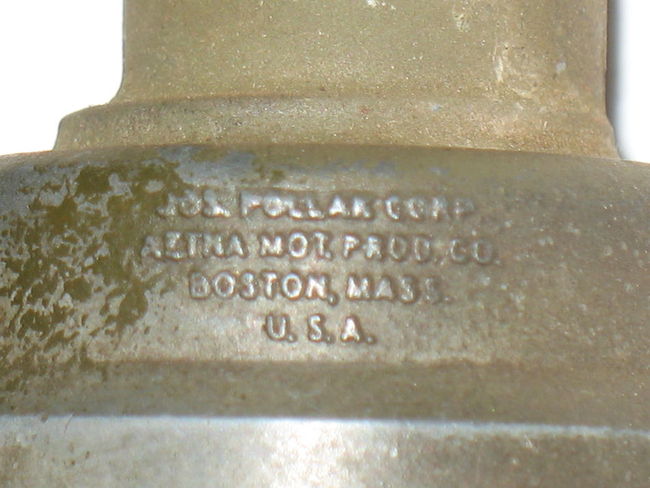 JOS. POLLAK CORP.
AETNA MOT. PROD. CO.
BOSTON, MASS.
U. S. A.